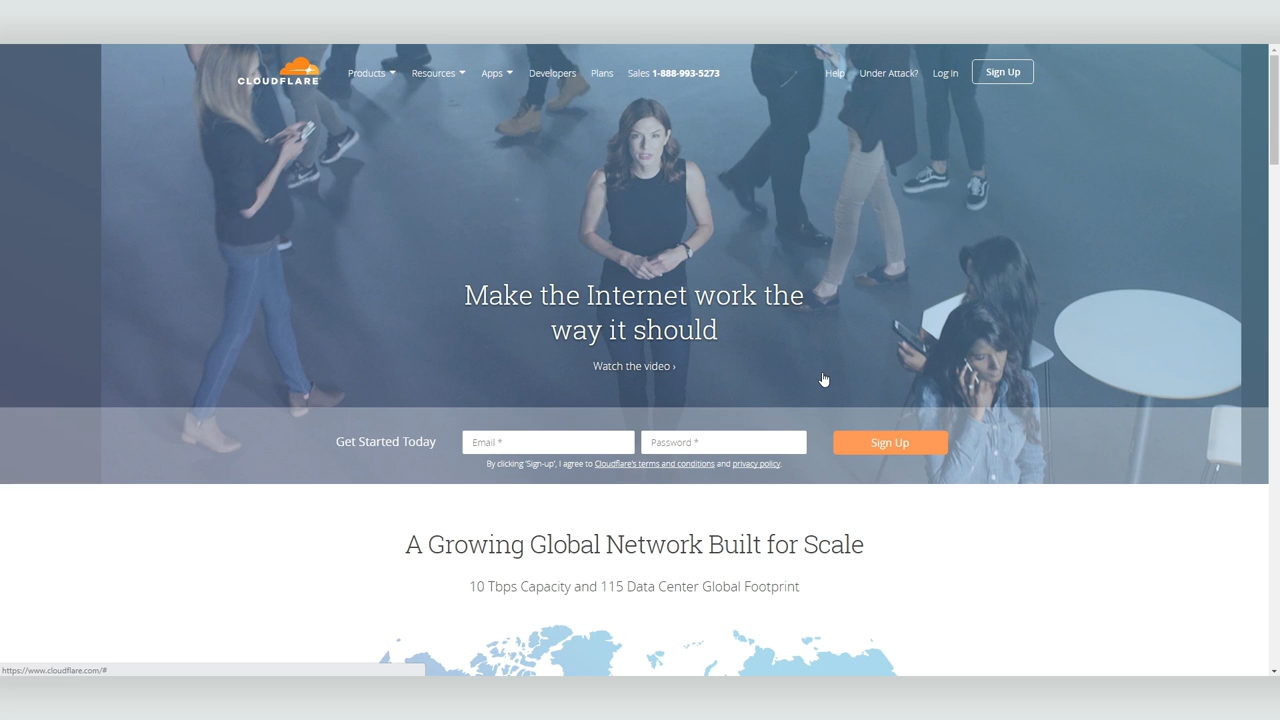 CLOUDFLARE
Products Resources Apps Developers Plans Sales 1-888-993-5273 Help Under Attack? Log In Sign Up
Make the Internet work the
way it should
Watch the video ›
Get Started Today Email * Password * Sign Up
By clicking 'Sign-up', I agree to Cloudflare's terms and conditions and privacy policy.
A Growing Global Network Built for Scale
10 Tbps Capacity and 115 Data Center Global Footprint
https://www.cloudflare.com/#